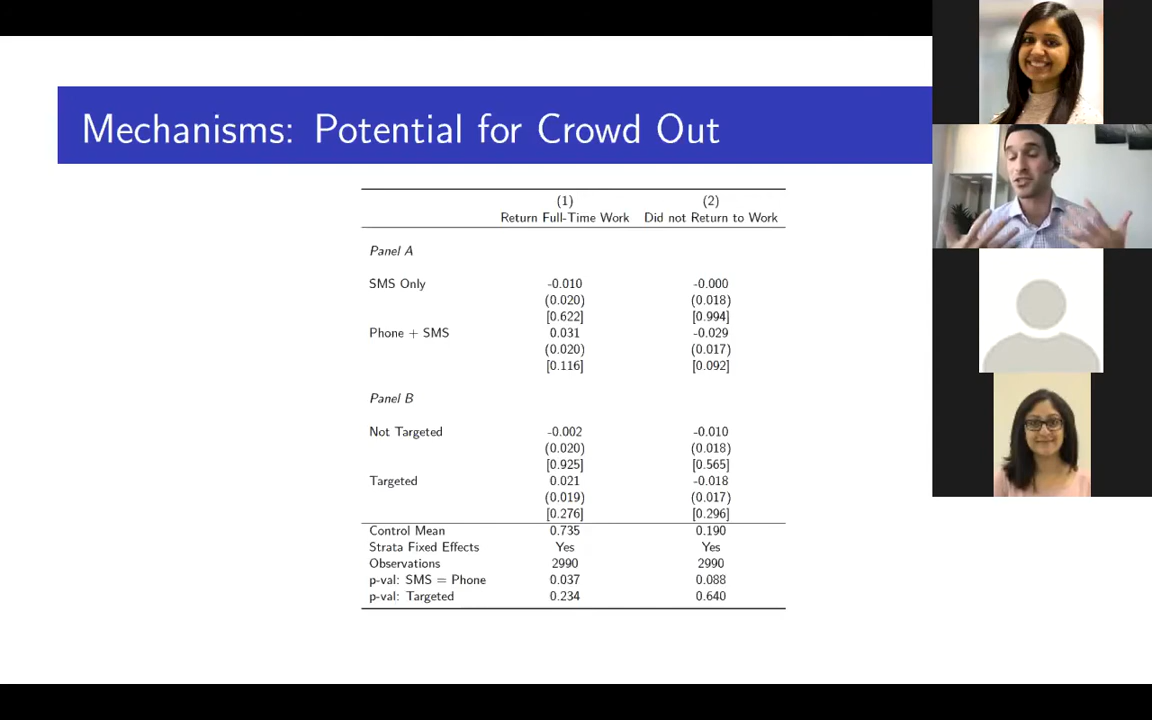 Mechanisms: Potential for Crowd Out
(1) (2)
Return Full-Time Work Did not Return to Work
Panel A
SMS Only -0.010 -0.000
(0.020) (0.018)
[0.622] [0.994]
Phone + SMS 0.031 -0.029
(0.020) (0.017)
[0.116] [0.092]
Panel B
Not Targeted -0.002 -0.010
(0.020) (0.018)
[0.925] [0.565]
Targeted 0.021 -0.018
(0.019) (0.017)
[0.276] [0.296]
Control Mean 0.735 0.190
Strata Fixed Effects Yes Yes
Observations 2990 2990
p-val: SMS = Phone 0.037 0.088
p-val: Targeted 0.234 0.640